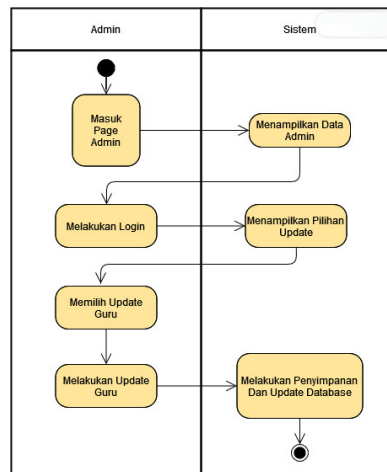 Admin
Sistem
Masuk
Page
Admin
Menampilkan Data
Admin
Melakukan Login
Menampilkan Pilihan
Update
Memilih Update
Guru
Melakukan Update
Guru
Melakukan Penyimpanan
Dan Update Database